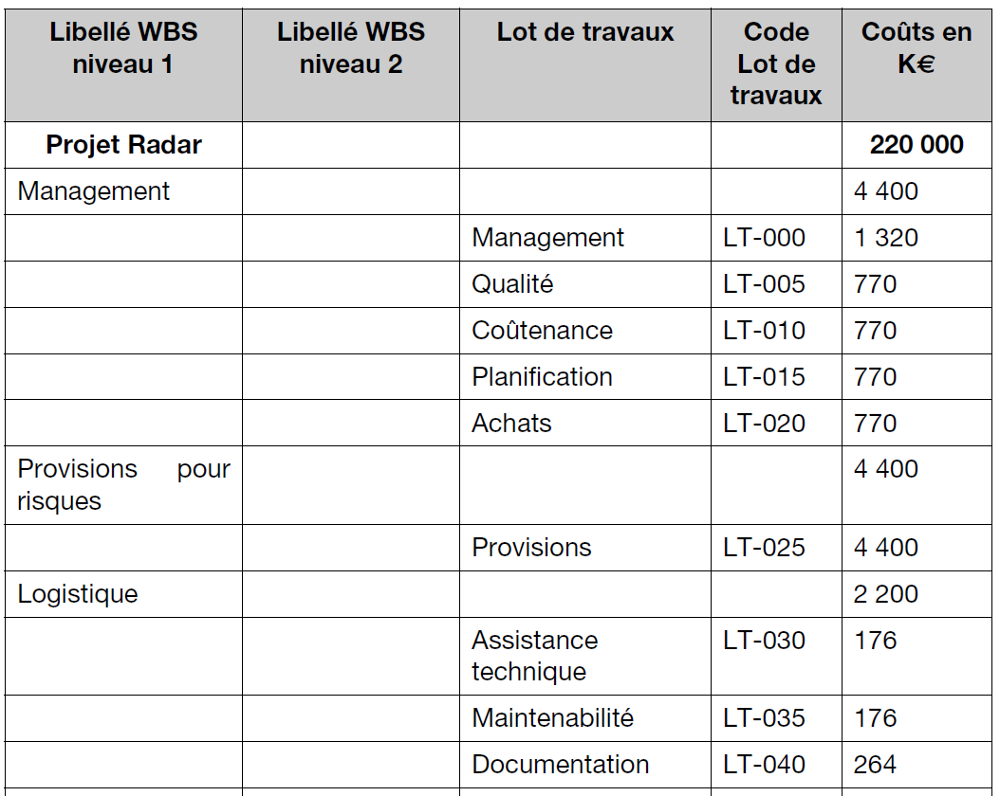 Libellé WBS niveau 1 Libellé WBS niveau 2 Lot de travaux Code Lot de travaux Coûts en K€
Projet Radar 220 000
Management 4 400
Management LT-000 1 320
Qualité LT-005 770
Coûtenance LT-010 770
Planification LT-015 770
Achats LT-020 770
Provisions pour risques 4 400
Provisions LT-025 4 400
Logistique 2 200
Assistance technique LT-030 176
Maintenabilité LT-035 176
Documentation LT-040 264